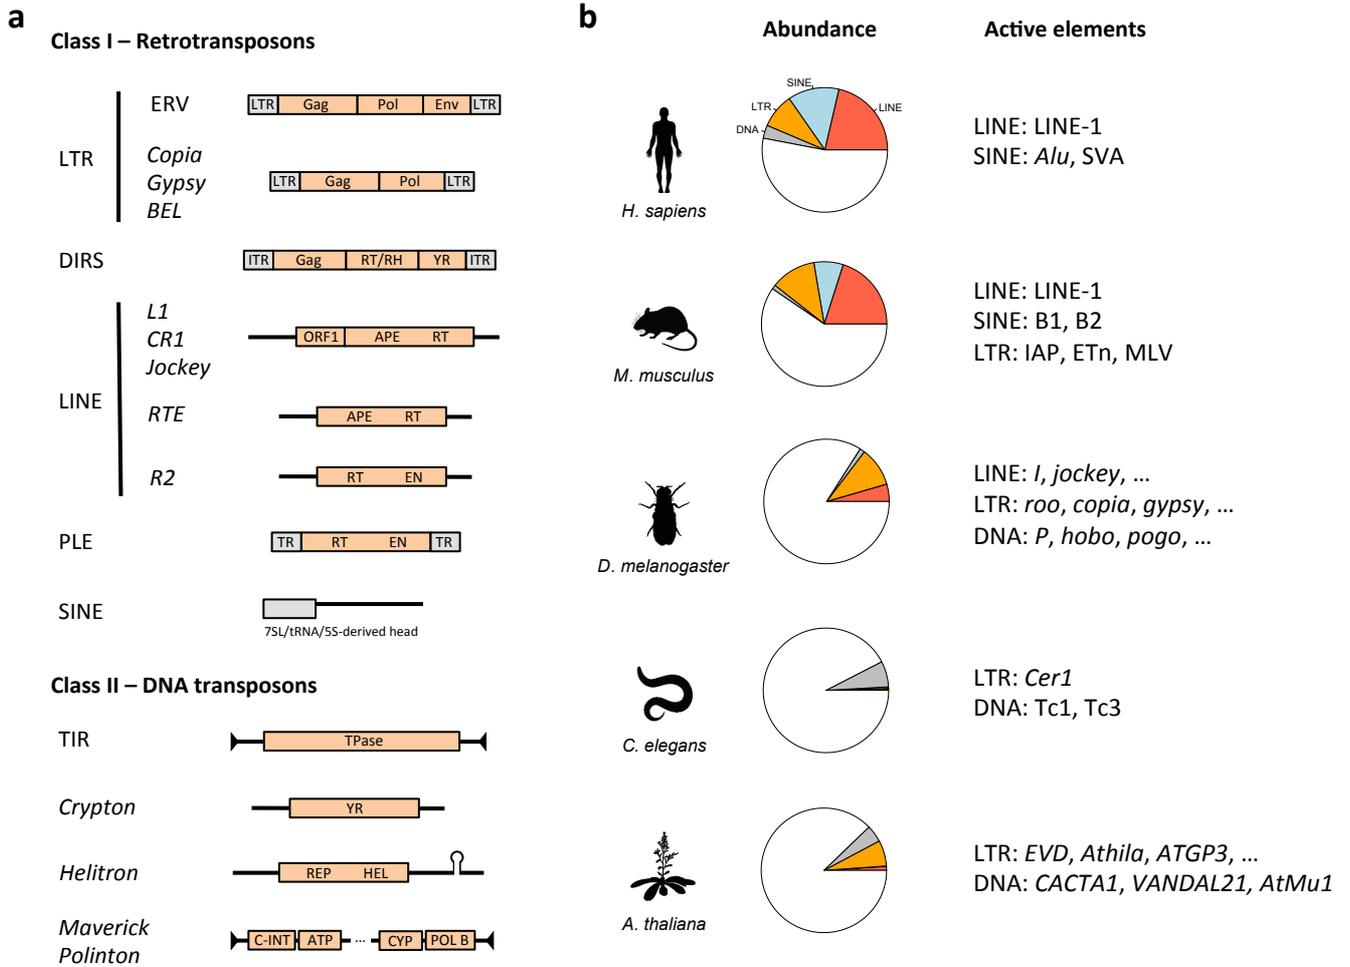 a
Class I – Retrotransposons
LTR
ERV
LTR Gag Pol Env LTR
Copia
Gypsy
BEL
LTR Gag Pol LTR
DIRS
ITR Gag RT/RH YR ITR
LINE
L1
CR1
Jockey
ORF1 APE RT
RTE
APE RT
R2
RT EN
PLE
TR RT EN TR
SINE
7SL/tRNA/5S-derived head
Class II – DNA transposons
TIR
TPase
Crypton
YR
Helitron
REP HEL
Maverick
Polinton
C-INT ATP ... CYP POL B
b
Abundance
Active elements
SINE
LTR
LINE
DNA
H. sapiens
LINE: LINE-1
SINE: Alu, SVA
M. musculus
LINE: LINE-1
SINE: B1, B2
LTR: IAP, ETn, MLV
D. melanogaster
LINE: I, jockey, ...
LTR: roo, copia, gypsy, ...
DNA: P, hobo, pogo, ...
C. elegans
LTR: Cer1
DNA: Tc1, Tc3
A. thaliana
LTR: EVD, Athila, ATGP3, ...
DNA: CACTA1, VANDAL21, AtMu1